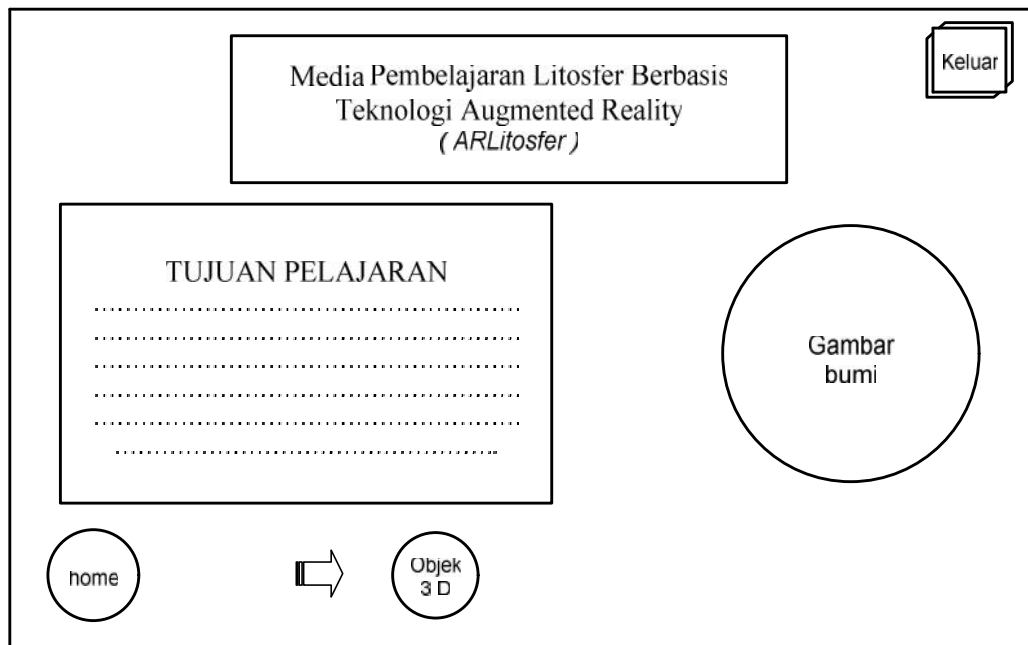 Media Pembelajaran Litosfer Berbasis
Teknologi Augmented Reality
( ARLitosfer )
Keluar
TUJUAN PELAJARAN
Gambar
bumi
home
Objek
3 D